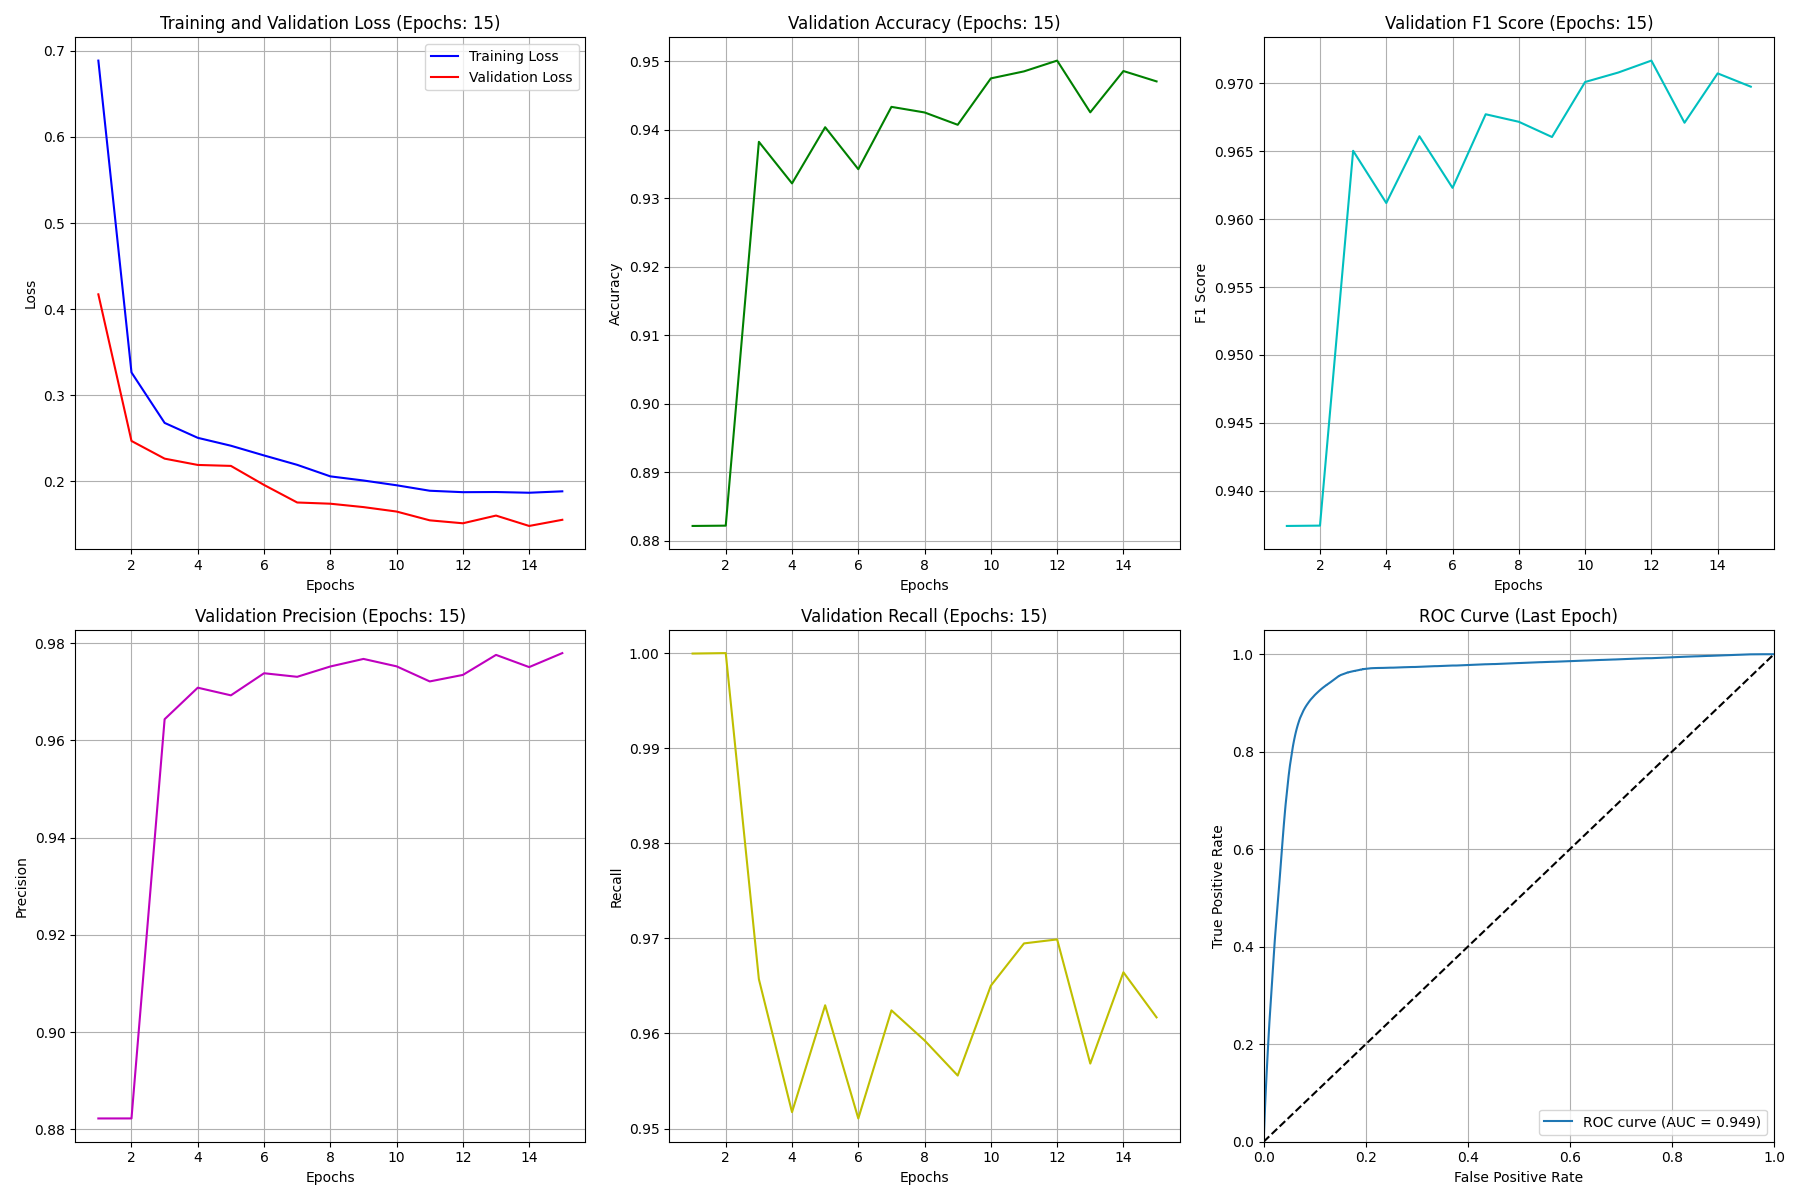 Training and Validation Loss (Epochs: 15)
0.7
0.6
0.5
0.4
0.3
0.2
Loss
Training Loss
Validation Loss
2 4 6 8 10 12 14
Epochs
Validation Accuracy (Epochs: 15)
0.95
0.94
0.93
0.92
0.91
0.90
0.89
0.88
Accuracy
2 4 6 8 10 12 14
Epochs
Validation F1 Score (Epochs: 15)
0.970
0.965
0.960
0.955
0.950
0.945
0.940
F1 Score
2 4 6 8 10 12 14
Epochs
Validation Precision (Epochs: 15)
0.98
0.96
0.94
0.92
0.90
0.88
Precision
2 4 6 8 10 12 14
Epochs
Validation Recall (Epochs: 15)
1.00
0.99
0.98
0.97
0.96
0.95
Recall
2 4 6 8 10 12 14
Epochs
ROC Curve (Last Epoch)
1.0
0.8
0.6
0.4
0.2
0.0
True Positive Rate
ROC curve (AUC = 0.949)
0.0 0.2 0.4 0.6 0.8 1.0
False Positive Rate